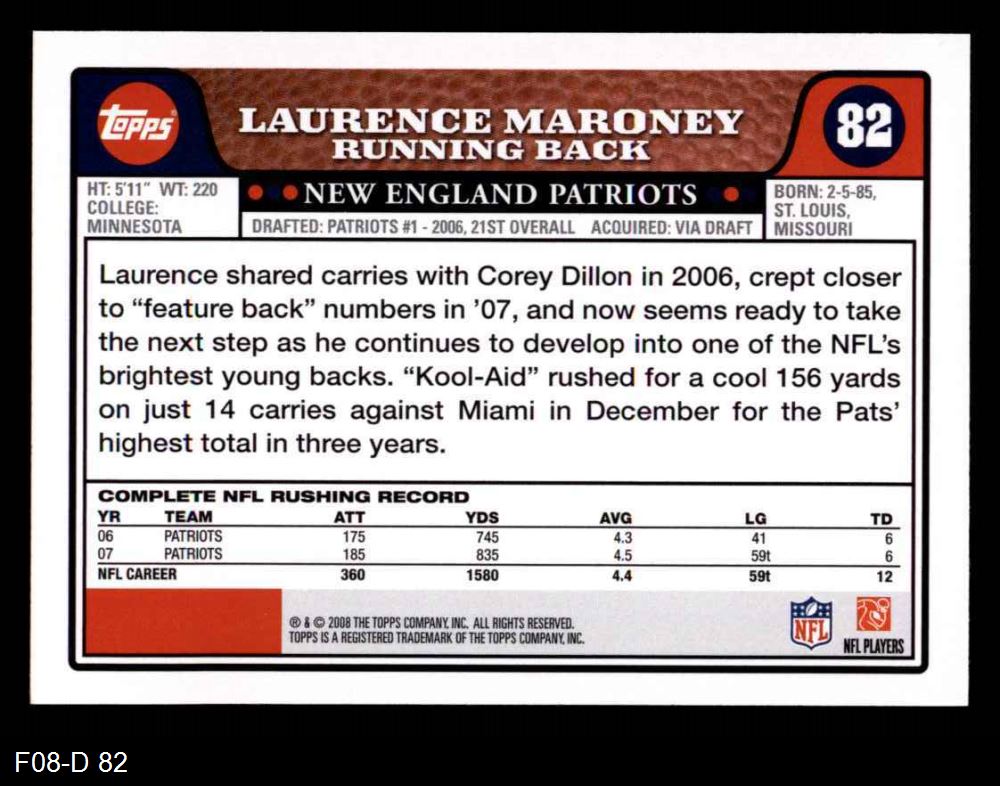 Topps
LAURENCE MARONEY
RUNNING BACK
82
HT: 5'11" WT: 220
COLLEGE:
MINNESOTA
NEW ENGLAND PATRIOTS
DRAFTED: PATRIOTS #1 - 2006, 21ST OVERALL ACQUIRED: VIA DRAFT
BORN: 2-5-85,
ST. LOUIS,
MISSOURI
Laurence shared carries with Corey Dillon in 2006, crept closer
to “feature back” numbers in ’07, and now seems ready to take
the next step as he continues to develop into one of the NFL’s
brightest young backs. “Kool-Aid” rushed for a cool 156 yards
on just 14 carries against Miami in December for the Pats’
highest total in three years.
COMPLETE NFL RUSHING RECORD
YR TEAM ATT YDS AVG LG TD
06 PATRIOTS 175 745 4.3 41 6
07 PATRIOTS 185 835 4.5 59t 6
NFL CAREER 360 1580 4.4 59t 12
® & © 2008 THE TOPPS COMPANY, INC. ALL RIGHTS RESERVED.
TOPPS IS A REGISTERED TRADEMARK OF THE TOPPS COMPANY, INC.
NFL
NFL PLAYERS
F08-D 82